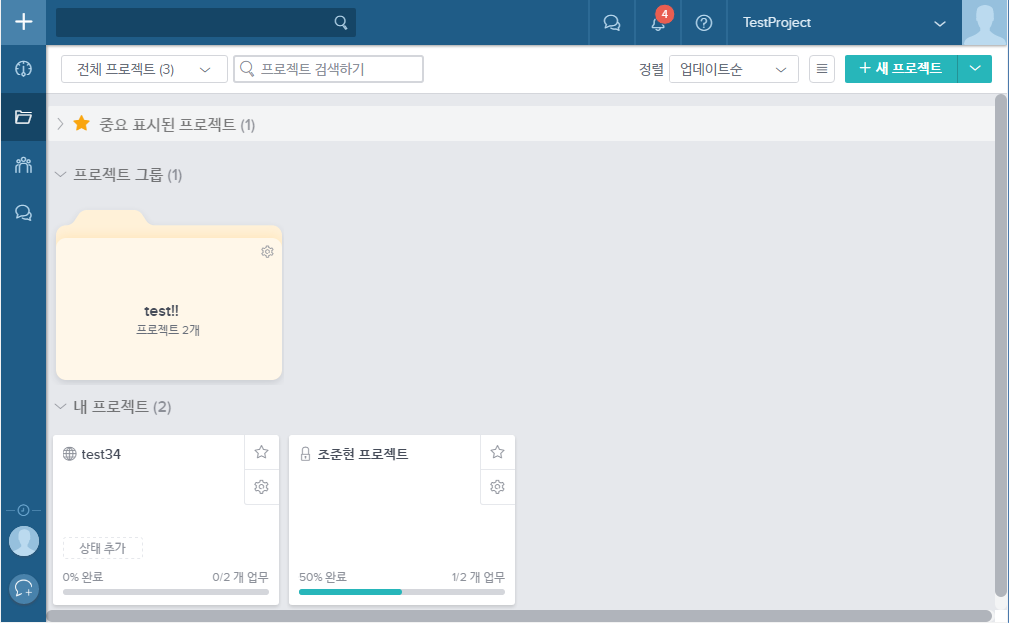 4
TestProject
전체 프로젝트 (3)
프로젝트 검색하기
정렬
업데이트순
+ 새 프로젝트
중요 표시된 프로젝트 (1)
프로젝트 그룹 (1)
test!!
프로젝트 2개
내 프로젝트 (2)
test34
조준현 프로젝트
상태 추가
0% 완료
0/2 개 업무
50% 완료
1/2 개 업무